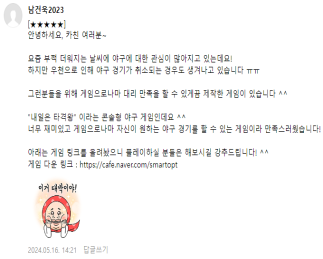 남건욱2023
[★★★★★]
안녕하세요, 카친 여러분~
요즘 부쩍 더워지는 날씨에 야구에 대한 관심이 많아지고 있는데요!
하지만 우천으로 인해 야구 경기가 취소되는 경우도 생겨나고 있습니다 ㅠㅠ
그런분들을 위해 게임으로나마 대리 만족을 할 수 있게끔 제작한 게임이 있습니다 ^^
"내일은 타격왕" 이라는 콘솔형 야구 게임인데요 ^^
너무 재미있고 게임으로나마 자신이 원하는 야구 경기를 할 수 있는 게임이라 만족스러웠습니다!
아래는 게임 링크를 올려놨으니 플레이하실 분들은 해보시길 강추드립니다! ^^
게임 다운 링크 : https://cafe.naver.com/smartopt
이거 대박이야!
2024.05.16. 14:21 답글쓰기